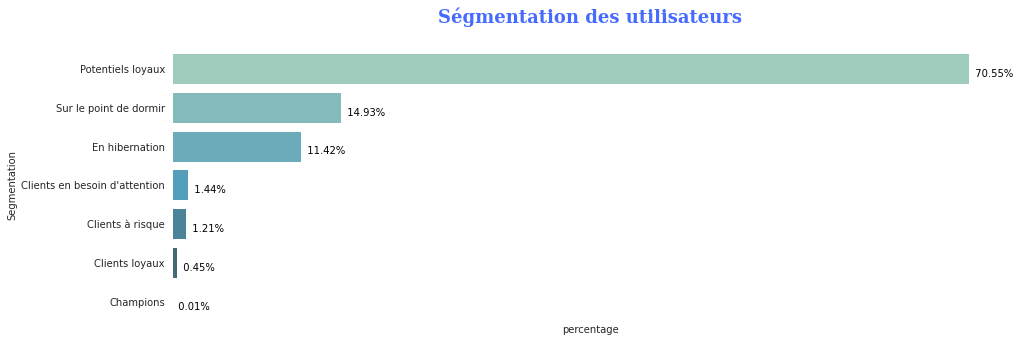 Ségmentation des utilisateurs
Segmentation
Potentiels loyaux 70.55%
Sur le point de dormir 14.93%
En hibernation 11.42%
Clients en besoin d'attention 1.44%
Clients à risque 1.21%
Clients loyaux 0.45%
Champions 0.01%
percentage